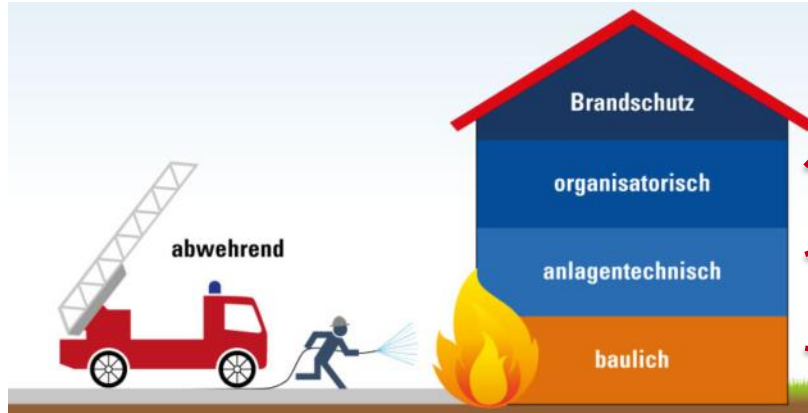 Brandschutz
organisatorisch
abwehrend
anlagentechnisch
baulich